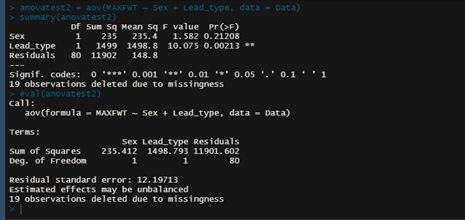 > anovatest2 = aov(MAXFWT ~ Sex + Lead_type, data = Data)
> summary(anovatest2)
Df Sum Sq Mean Sq F value Pr(>F)
Sex 1 235 235.4 1.582 0.21208
Lead_type 1 1499 1498.8 10.075 0.00213 **
Residuals 80 11902 148.8
---
Signif. codes: 0 '***' 0.001 '**' 0.01 '*' 0.05 '.' 0.1 ' ' 1
19 observations deleted due to missingness
> eval(anovatest2)
Call:
aov(formula = MAXFWT ~ Sex + Lead_type, data = Data)
Terms:
Sex Lead_type Residuals
Sum of Squares 235.412 1498.793 11901.602
Deg. of Freedom 1 1 80
Residual standard error: 12.19713
Estimated effects may be unbalanced
19 observations deleted due to missingness
>